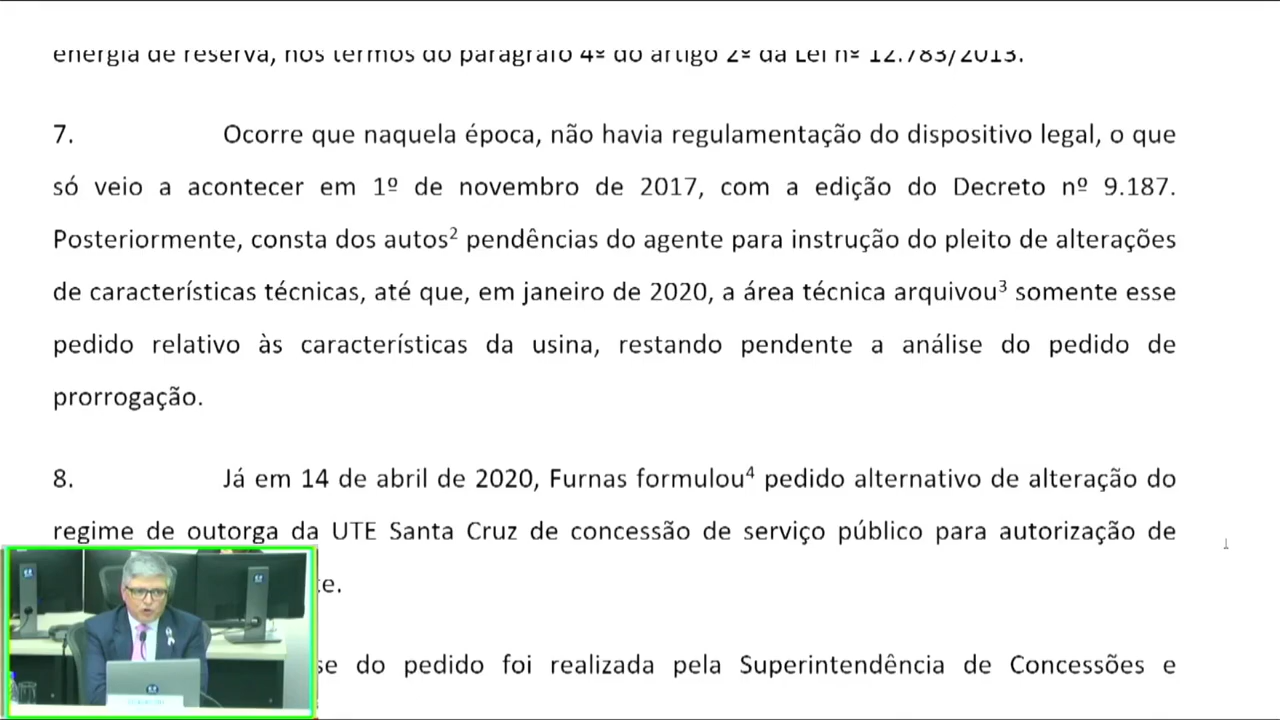 energia de reserva, nos termos do parágrafo 4º do artigo 2º da Lei nº 12.783/2013.
7. Ocorre que naquela época, não havia regulamentação do dispositivo legal, o que
só veio a acontecer em 1º de novembro de 2017, com a edição do Decreto nº 9.187.
Posteriormente, consta dos autos² pendências do agente para instrução do pleito de alterações
de características técnicas, até que, em janeiro de 2020, a área técnica arquivou³ somente esse
pedido relativo às características da usina, restando pendente a análise do pedido de
prorrogação.
8. Já em 14 de abril de 2020, Furnas formulou⁴ pedido alternativo de alteração do
regime de outorga da UTE Santa Cruz de concessão de serviço público para autorização de
te.
se do pedido foi realizada pela Superintendência de Concessões e